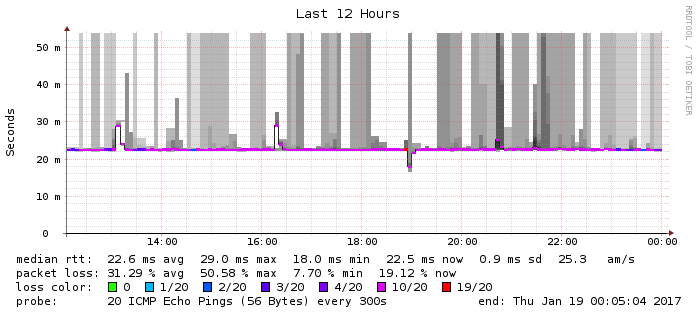 Last 12 Hours
RRDTOOL / TOBI OETIKER
Seconds
50 m
40 m
30 m
20 m
10 m
0
14:00 16:00 18:00 20:00 22:00 00:00
median rtt: 22.6 ms avg 29.0 ms max 18.0 ms min 22.5 ms now 0.9 ms sd 25.3 am/s
packet loss: 31.29 % avg 50.58 % max 7.70 % min 19.12 % now
loss color: 0 1/20 2/20 3/20 4/20 10/20 19/20
probe: 20 ICMP Echo Pings (56 Bytes) every 300s end: Thu Jan 19 00:05:04 2017